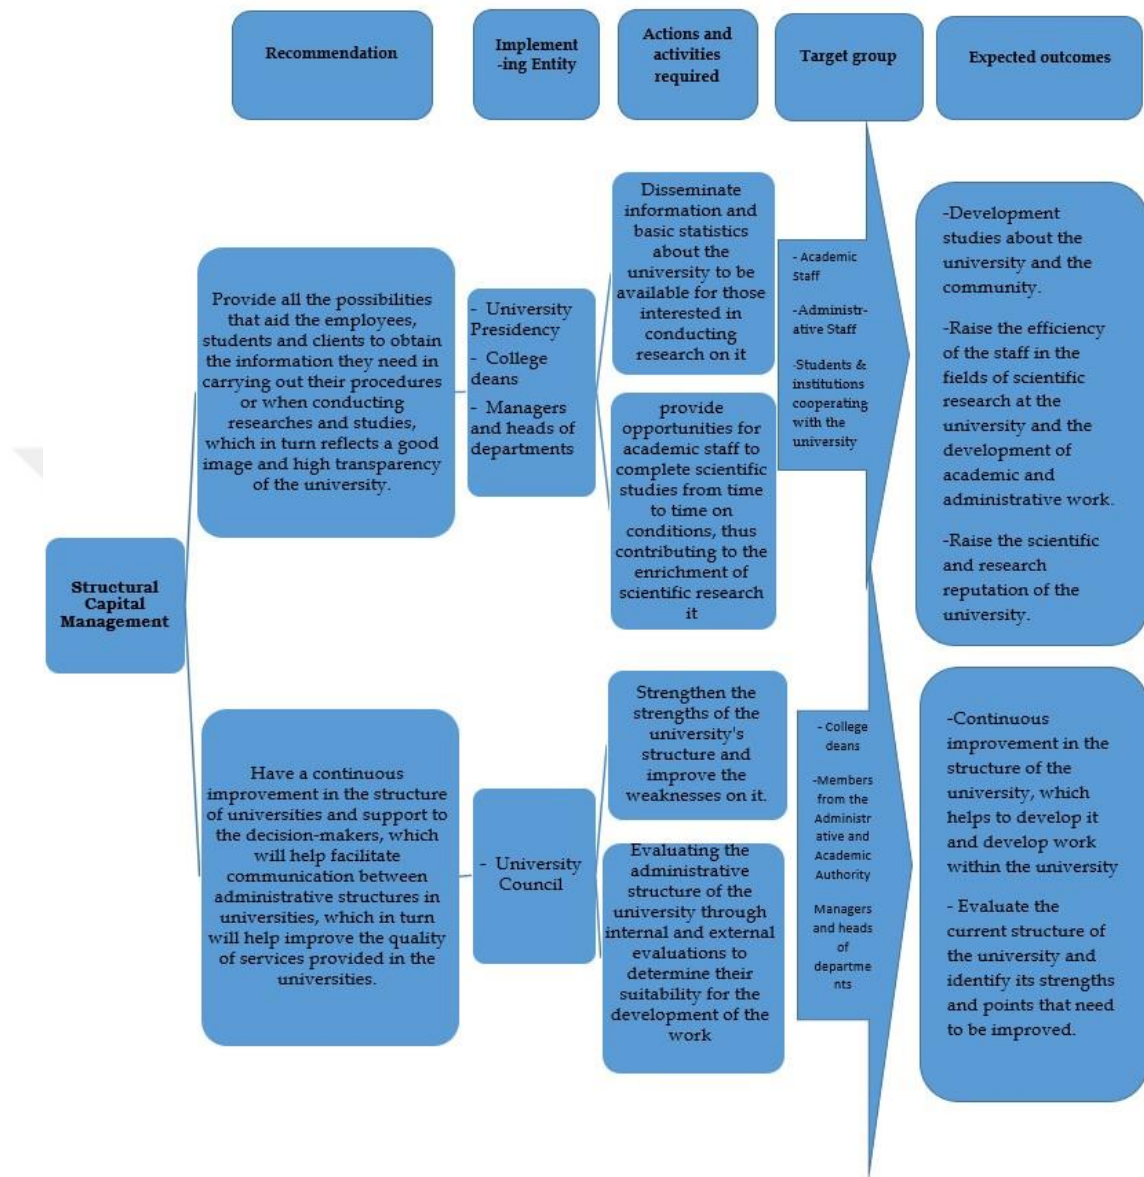 Recommendation
Implement
-ing Entity
Actions and
activities
required
Target group
Expected outcomes
Structural
Capital
Management
Provide all the possibilities
that aid the employees,
students and clients to obtain
the information they need in
carrying out their procedures
or when conducting
researches and studies,
which in turn reflects a good
image and high transparency
of the university.
- University
Presidency
- College
deans
- Managers
and heads of
departments
Disseminate
information and
basic statistics
about the
university to be
available for those
interested in
conducting
research on it
provide
opportunities for
academic staff to
complete scientific
studies from time
to time on
conditions, thus
contributing to the
enrichment of
scientific research
it
- Academic
Staff
-Administr-
ative Staff
-Students &
institutions
cooperating
with the
university
-Development
studies about the
university and the
community.
-Raise the efficiency
of the staff in the
fields of scientific
research at the
university and the
development of
academic and
administrative work.
-Raise the scientific
and research
reputation of the
university.
Have a continuous
improvement in the structure
of universities and support to
the decision-makers, which
will help facilitate
communication between
administrative structures in
universities, which in turn
will help improve the quality
of services provided in the
universities.
- University
Council
Strengthen the
strengths of the
university's
structure and
improve the
weaknesses on it.
Evaluating the
administrative
structure of the
university through
internal and external
evaluations to
determine their
suitability for the
development of the
work
- College
deans
-Members
from the
Administr
ative and
Academic
Authority
Managers
and heads
of
departme
nts
-Continuous
improvement in the
structure of the
university, which
helps to develop it
and develop work
within the university
- Evaluate the
current structure of
the university and
identify its strengths
and points that need
to be improved.